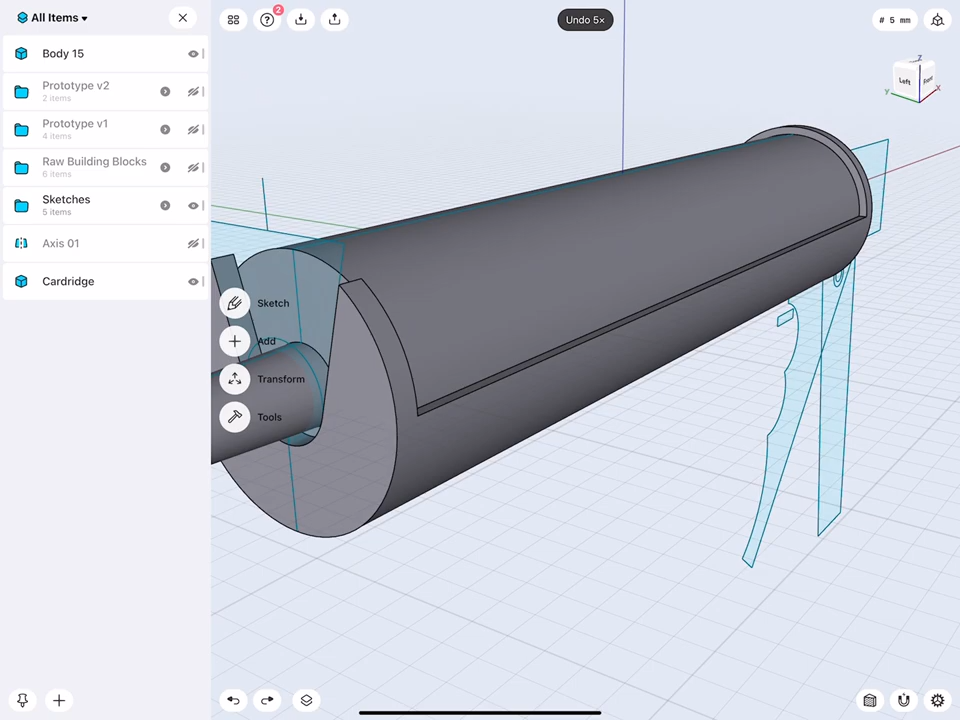 All Items
Undo 5×
# 5 mm
2
Body 15
Prototype v2
2 items
Prototype v1
4 items
Raw Building Blocks
6 items
Sketches
5 items
Axis 01
Cardridge
Sketch
Add
Transform
Tools
Z
Left
Front
Y
X